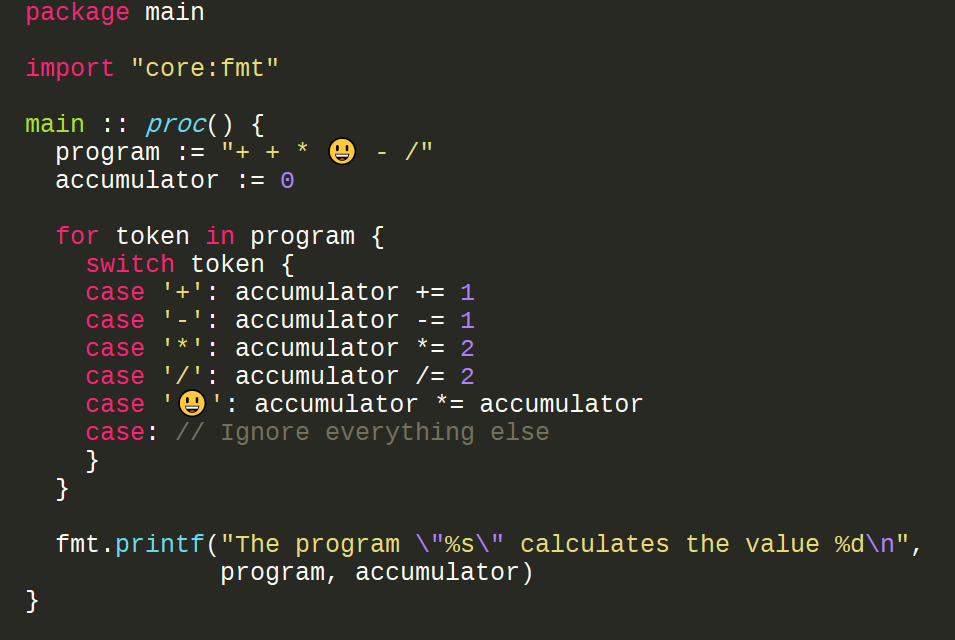 package main

import "core:fmt"

main :: proc() {
  program := "+ + * 😃 - /"
  accumulator := 0

  for token in program {
    switch token {
    case '+': accumulator += 1
    case '-': accumulator -= 1
    case '*': accumulator *= 2
    case '/': accumulator /= 2
    case '😃': accumulator *= accumulator
    case: // Ignore everything else
    }
  }

  fmt.printf("The program \"%s\" calculates the value %d\n",
             program, accumulator)
}